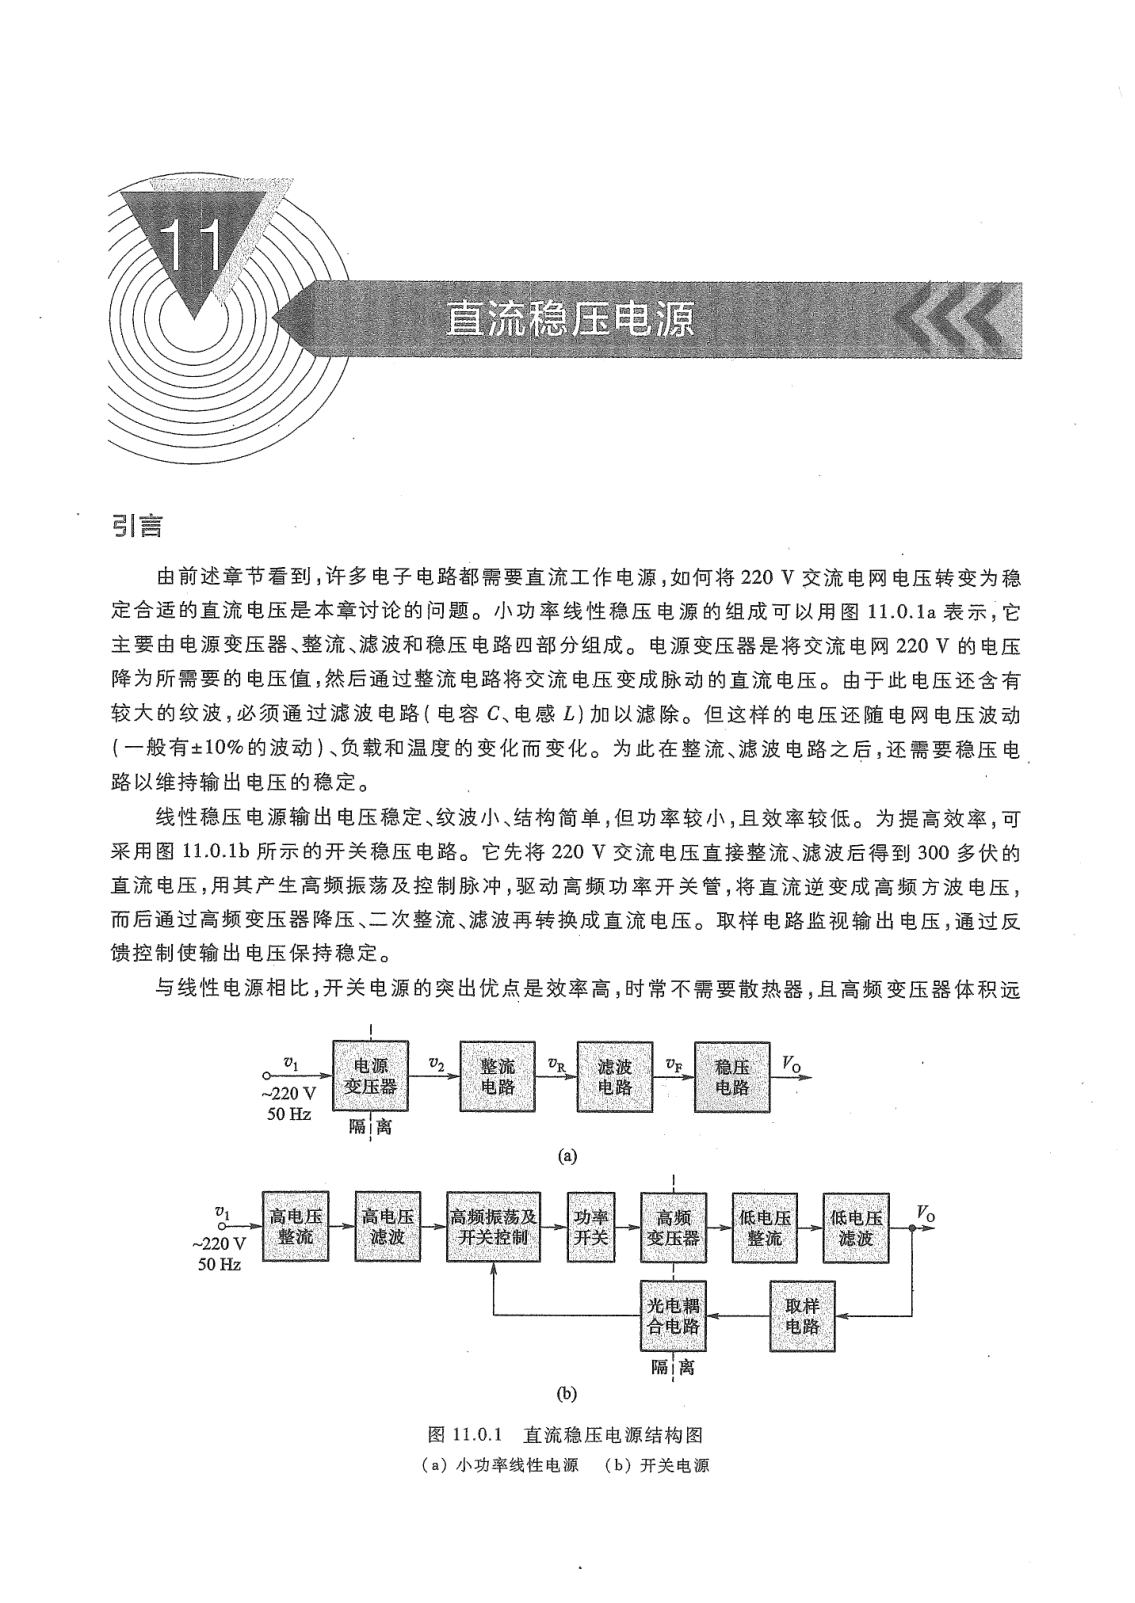 11
直流稳压电源
引言
由前述章节看到,许多电子电路都需要直流工作电源,如何将 220 V 交流电网电压转变为稳
定合适的直流电压是本章讨论的问题。小功率线性稳压电源的组成可以用图 11.0.1a 表示,它
主要由电源变压器、整流、滤波和稳压电路四部分组成。电源变压器是将交流电网 220 V 的电压
降为所需要的电压值,然后通过整流电路将交流电压变成脉动的直流电压。由于此电压还含有
较大的纹波,必须通过滤波电路(电容 C、电感 L)加以滤除。但这样的电压还随电网电压波动
(一般有±10%的波动)、负载和温度的变化而变化。为此在整流、滤波电路之后,还需要稳压电
路以维持输出电压的稳定。
线性稳压电源输出电压稳定、纹波小、结构简单,但功率较小,且效率较低。为提高效率,可
采用图 11.0.1b 所示的开关稳压电路。它先将 220 V 交流电压直接整流、滤波后得到 300 多伏的
直流电压,用其产生高频振荡及控制脉冲,驱动高频功率开关管,将直流逆变成高频方波电压,
而后通过高频变压器降压、二次整流、滤波再转换成直流电压。取样电路监视输出电压,通过反
馈控制使输出电压保持稳定。
与线性电源相比,开关电源的突出优点是效率高,时常不需要散热器,且高频变压器体积远
v1 电源 v2 整流 vR 滤波 vF 稳压 VO
变压器 电路 电路 电路
~220 V
50 Hz
隔 离
(a)
v1 高电压 高电压 高频振荡及 功率 高频 低电压 低电压 VO
整流 滤波 开关控制 开关 变压器 整流 滤波
~220 V
50 Hz
光电耦 取样
合电路 电路
隔 离
(b)
图 11.0.1 直流稳压电源结构图
(a) 小功率线性电源 (b) 开关电源